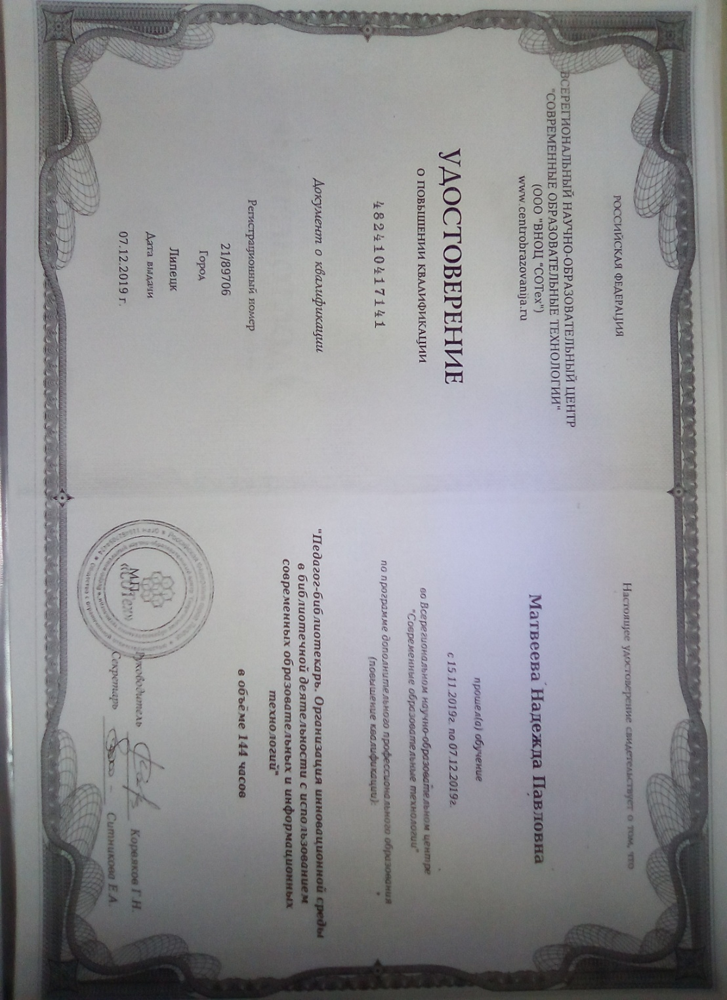 РОССИЙСКАЯ ФЕДЕРАЦИЯ
ВСЕРЕГИОНАЛЬНЫЙ НАУЧНО-ОБРАЗОВАТЕЛЬНЫЙ ЦЕНТР
"СОВРЕМЕННЫЕ ОБРАЗОВАТЕЛЬНЫЕ ТЕХНОЛОГИИ"
(ООО "ВНОЦ "СОТех")
www.centrobrazovanija.ru
УДОСТОВЕРЕНИЕ
О ПОВЫШЕНИИ КВАЛИФИКАЦИИ
482410417141
Документ о квалификации
Регистрационный номер
21/89706
Город
Липецк
Дата выдачи
07.12.2019 г.
Настоящее удостоверение свидетельствует о том, что
Матвеева Надежда Павловна
прошел(а) обучение
с 15.11.2019г. по 07.12.2019г.
во Всерегиональном научно-образовательном центре
"Современные образовательные технологии"
по программе дополнительного профессионального образования
(повышение квалификации):
"Педагог-библиотекарь. Организация инновационной среды
в библиотечной деятельности с использованием
современных образовательных и информационных
технологий"
в объёме 144 часов
М.П.
«СОТех»
Руководитель Корвяков Г.Н.
Секретарь Ситникова Е.А.